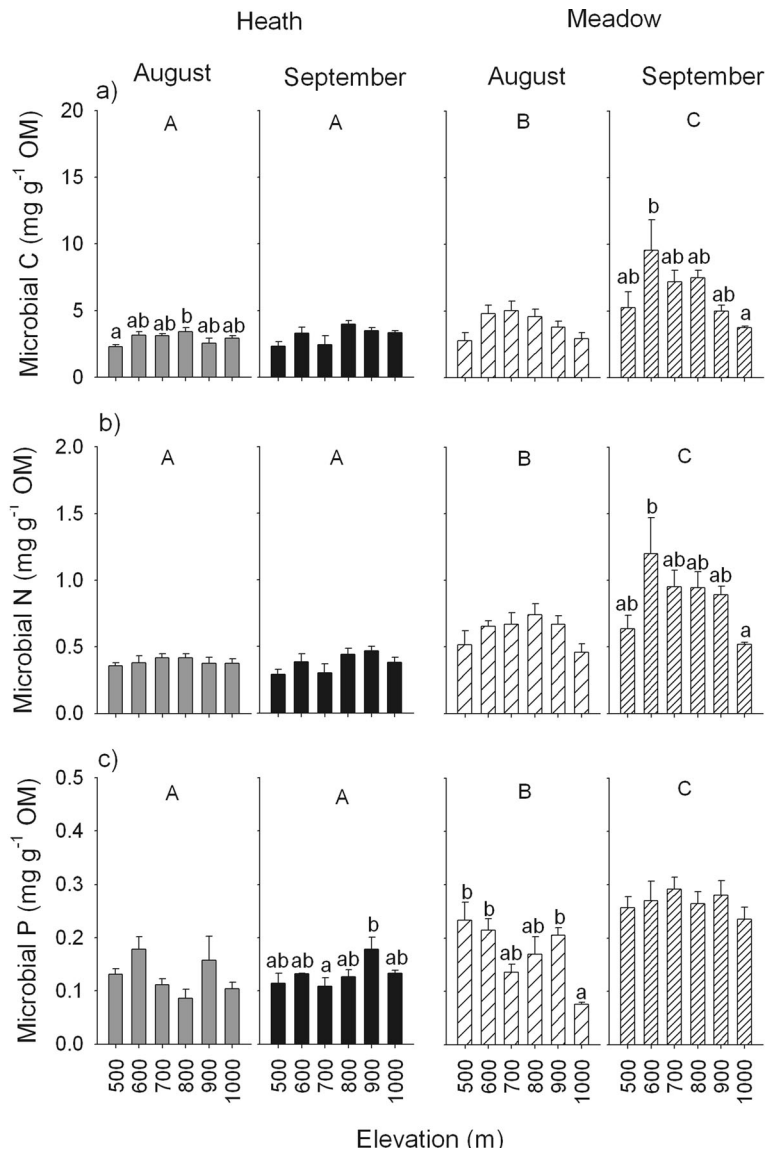 Heath Meadow
August September August September
a)
Microbial C (mg g⁻¹ OM)
20
15
10
5
0
A A B C
a ab ab b ab ab
ab b ab ab ab a
b)
Microbial N (mg g⁻¹ OM)
2.0
1.5
1.0
0.5
0.0
A A B C
ab b ab ab ab a
c)
Microbial P (mg g⁻¹ OM)
0.5
0.4
0.3
0.2
0.1
0.0
A A B C
ab ab a ab b ab
b b ab ab b a
500 600 700 800 900 1000 500 600 700 800 900 1000 500 600 700 800 900 1000 500 600 700 800 900 1000
Elevation (m)